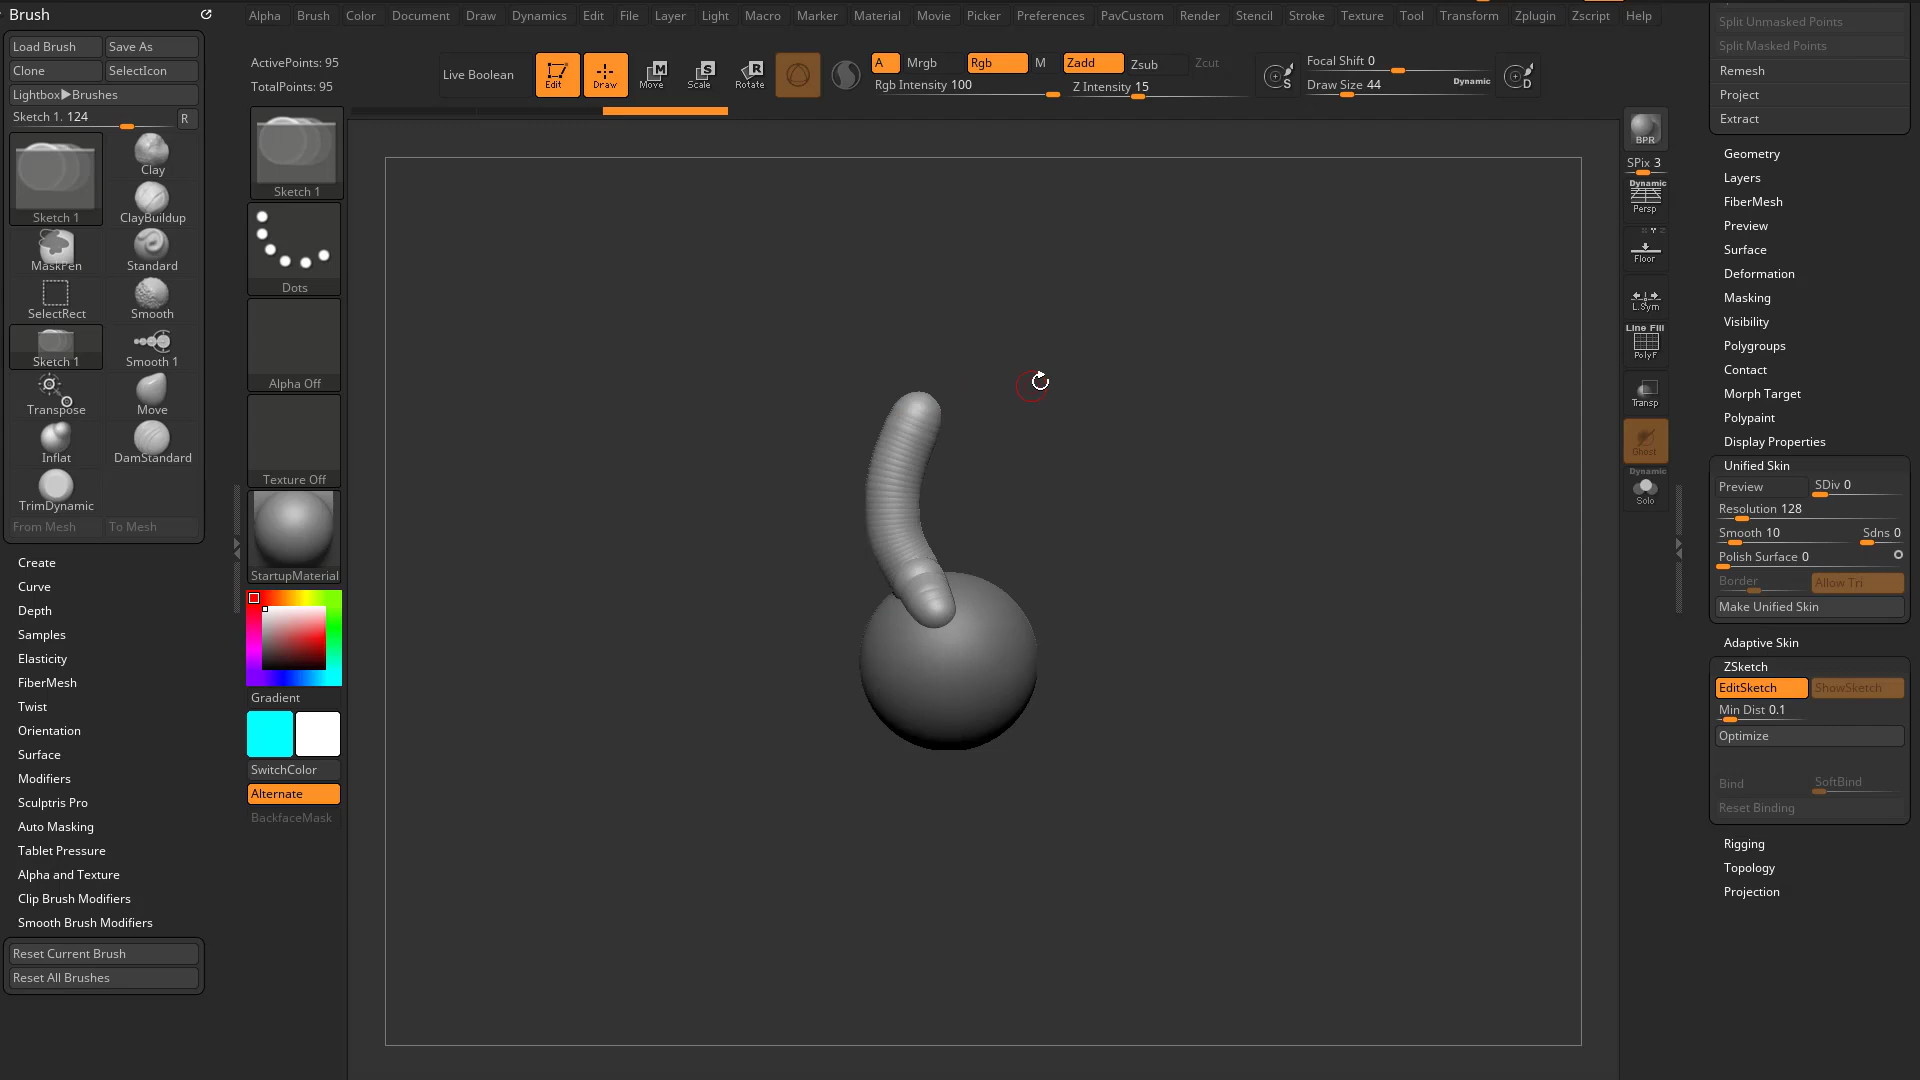 Brush
Alpha Brush Color Document Draw Dynamics Edit File Layer Light Macro Marker Material Movie Picker Preferences PavCustom Render Stencil Stroke Texture Tool Transform Zplugin Zscript Help
Load Brush Save As
Clone SelectIcon
Lightbox▶Brushes
Sketch 1. 124 R
Sketch 1
Clay
ClayBuildup
MaskPen Standard
SelectRect Smooth
Sketch 1 Smooth 1
Transpose Move
Inflat DamStandard
TrimDynamic
From Mesh To Mesh
Create
Curve
Depth
Samples
Elasticity
FiberMesh
Twist
Orientation
Surface
Modifiers
Sculptris Pro
Auto Masking
Tablet Pressure
Alpha and Texture
Clip Brush Modifiers
Smooth Brush Modifiers
Reset Current Brush
Reset All Brushes
ActivePoints: 95
TotalPoints: 95
Live Boolean
Edit Draw Move Scale Rotate
M S R
A Mrgb Rgb M Zadd Zsub Zcut
Rgb Intensity 100 Z Intensity 15
S
Focal Shift 0
Draw Size 44 Dynamic
D
Sketch 1
Dots
Alpha Off
Texture Off
StartupMaterial
Gradient
SwitchColor
Alternate
BackfaceMask
BPR
SPix 3
Dynamic
Persp
Floor
L.Sym
Line Fill
PolyF
Transp
Ghost
Dynamic
Solo
Split Unmasked Points
Split Masked Points
Remesh
Project
Extract
Geometry
Layers
FiberMesh
Preview
Surface
Deformation
Masking
Visibility
Polygroups
Contact
Morph Target
Polypaint
Display Properties
Unified Skin
Preview SDiv 0
Resolution 128
Smooth 10 Sdns 0
Polish Surface 0
Border Allow Tri
Make Unified Skin
Adaptive Skin
ZSketch
EditSketch ShowSketch
Min Dist 0.1
Optimize
Bind SoftBind
Reset Binding
Rigging
Topology
Projection